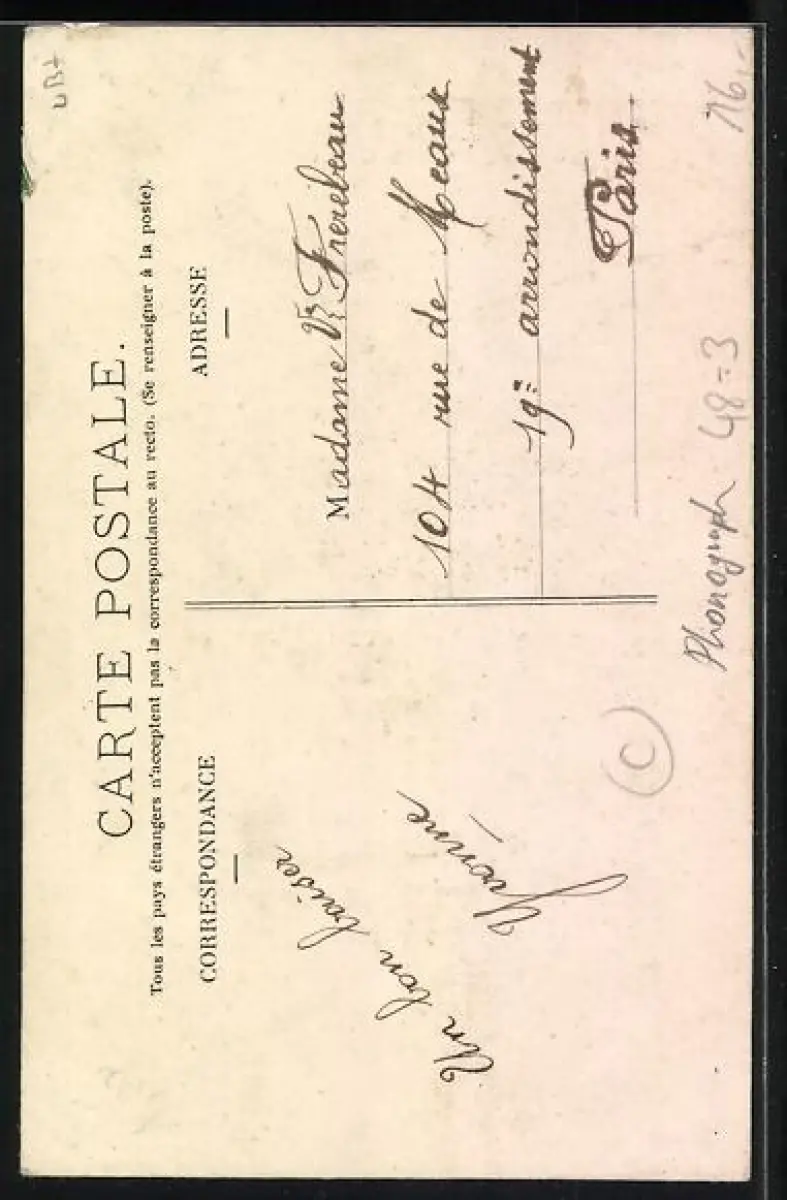 CARTE POSTALE.
Tous les pays étrangers n'acceptent pas la correspondance au recto. (Se renseigner à la poste).
CORRESPONDANCE
Un bon baiser
Yvonne
ADRESSE
Madame Vve Frerebeau
104 rue de Meaux
19e arrondissement
Paris
C
Phonograph 48=3